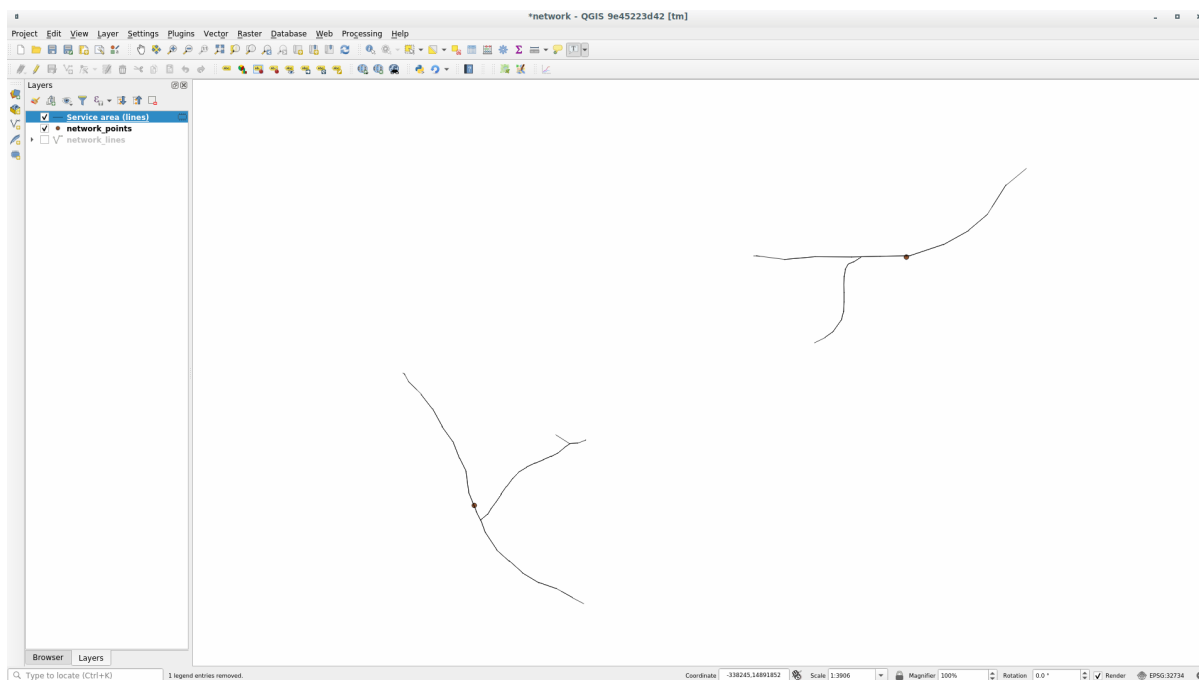 *network - QGIS 9e45223d42 [tm]
Project Edit View Layer Settings Plugins Vector Raster Database Web Processing Help
Layers
Service area (lines)
network_points
network_lines
Browser Layers
Type to locate (Ctrl+K) 1 legend entries removed. Coordinate -338245,14891852 Scale 1:3906 Magnifier 100% Rotation 0.0 ° Render EPSG:32734